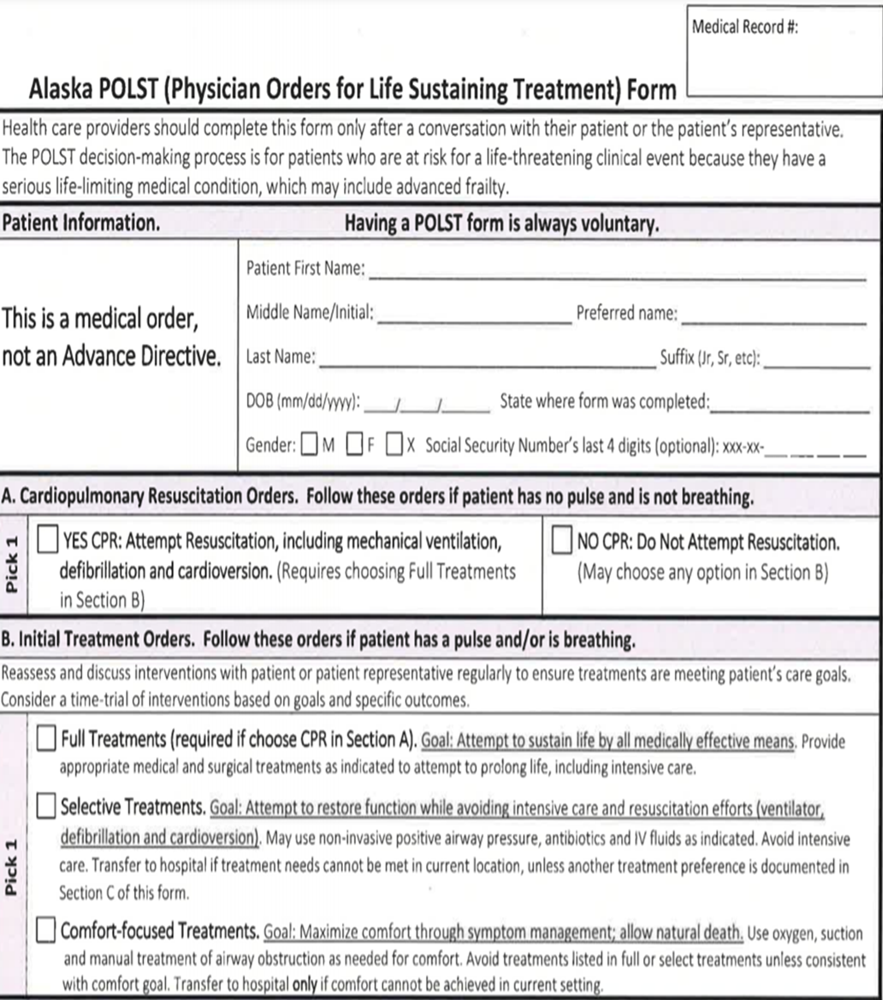 Medical Record #:
Alaska POLST (Physician Orders for Life Sustaining Treatment) Form
Health care providers should complete this form only after a conversation with their patient or the patient's representative.
The POLST decision-making process is for patients who are at risk for a life-threatening clinical event because they have a
serious life-limiting medical condition, which may include advanced frailty.
Patient Information. Having a POLST form is always voluntary.
This is a medical order,
not an Advance Directive.
Patient First Name:
Middle Name/Initial: Preferred name:
Last Name: Suffix (Jr, Sr, etc):
DOB (mm/dd/yyyy): / / State where form was completed:
Gender: M F X Social Security Number's last 4 digits (optional): xxx-xx-
A. Cardiopulmonary Resuscitation Orders. Follow these orders if patient has no pulse and is not breathing.
Pick 1
YES CPR: Attempt Resuscitation, including mechanical ventilation,
defibrillation and cardioversion. (Requires choosing Full Treatments
in Section B)
NO CPR: Do Not Attempt Resuscitation.
(May choose any option in Section B)
B. Initial Treatment Orders. Follow these orders if patient has a pulse and/or is breathing.
Reassess and discuss interventions with patient or patient representative regularly to ensure treatments are meeting patient's care goals.
Consider a time-trial of interventions based on goals and specific outcomes.
Pick 1
Full Treatments (required if choose CPR in Section A). Goal: Attempt to sustain life by all medically effective means. Provide
appropriate medical and surgical treatments as indicated to attempt to prolong life, including intensive care.
Selective Treatments. Goal: Attempt to restore function while avoiding intensive care and resuscitation efforts (ventilator,
defibrillation and cardioversion). May use non-invasive positive airway pressure, antibiotics and IV fluids as indicated. Avoid intensive
care. Transfer to hospital if treatment needs cannot be met in current location, unless another treatment preference is documented in
Section C of this form.
Comfort-focused Treatments. Goal: Maximize comfort through symptom management; allow natural death. Use oxygen, suction
and manual treatment of airway obstruction as needed for comfort. Avoid treatments listed in full or select treatments unless consistent
with comfort goal. Transfer to hospital only if comfort cannot be achieved in current setting.